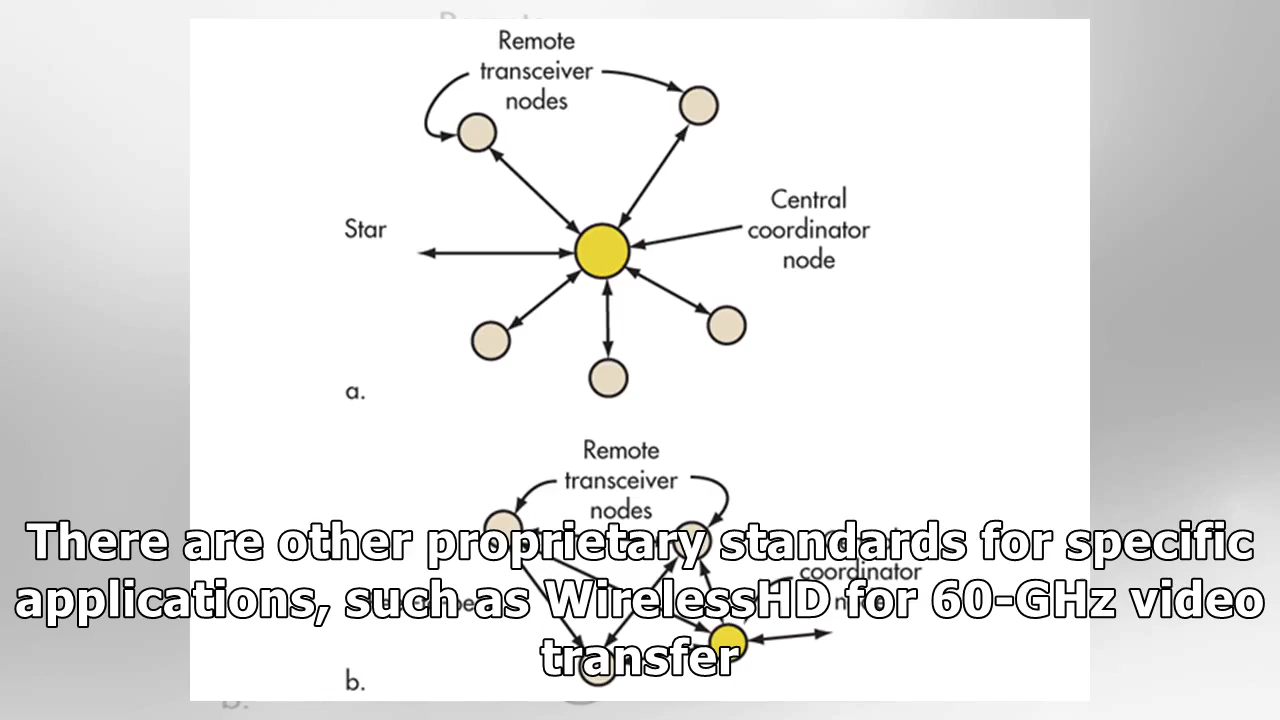 Remote
transceiver
nodes
Star
Central
coordinator
node
a.
Remote
transceiver
nodes
coordinator
b.
There are other proprietary standards for specific
applications, such as WirelessHD for 60-GHz video
transfer